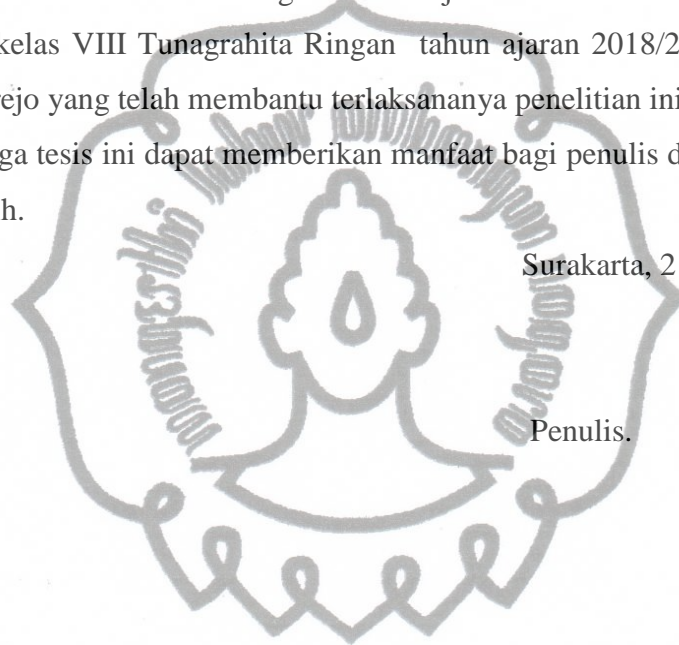 kelas VIII Tunagrahita Ringan tahun ajaran 2018/2
ejo yang telah membantu terlaksananya penelitian ini
ga tesis ini dapat memberikan manfaat bagi penulis d
h.
Surakarta, 2
Penulis.